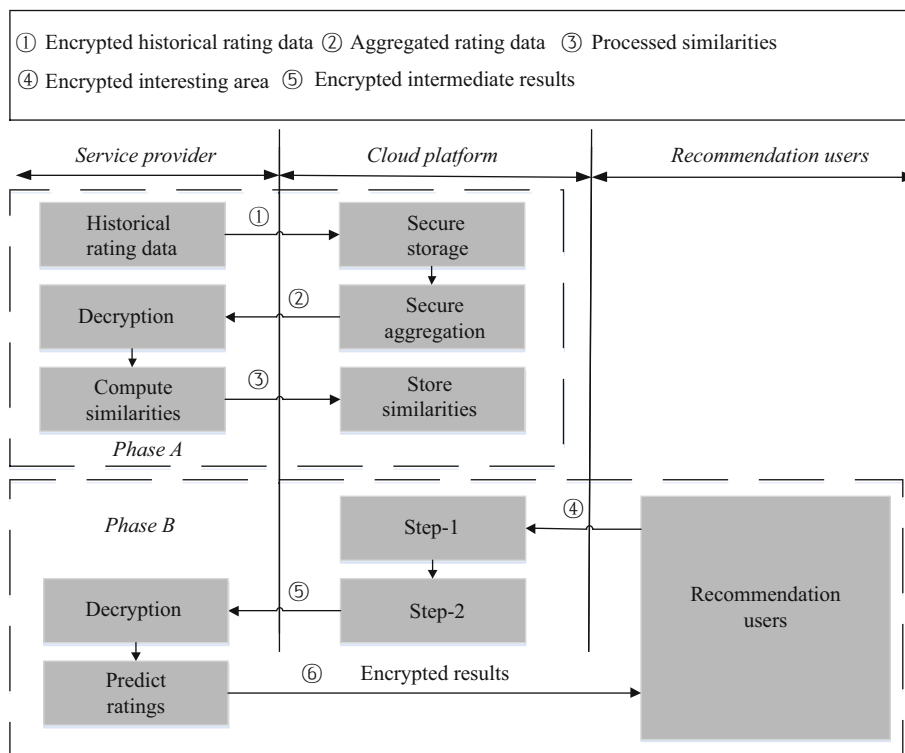 ① Encrypted historical rating data ② Aggregated rating data ③ Processed similarities
④ Encrypted interesting area ⑤ Encrypted intermediate results
Service provider
Cloud platform
Recommendation users
Historical
rating data
①
Secure
storage
Decryption
②
Secure
aggregation
Compute
similarities
③
Store
similarities
Phase A
Phase B
Step-1
④
Recommendation
users
Decryption
⑤
Step-2
Predict
ratings
⑥ Encrypted results